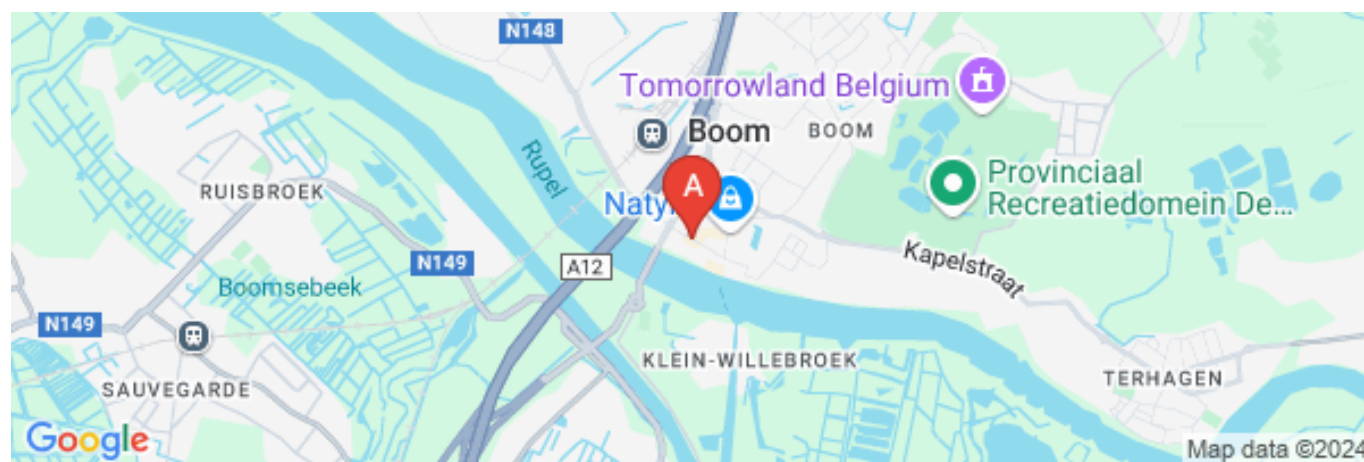 N148
Tomorrowland Belgium
Boom
BOOM
Rupel
A
Provinciaal
Recreatiedomein De...
RUISBROEK
Kapelstraat
N149
A12
Boomsebeek
N149
KLEIN-WILLEBROEK
TERHAGEN
SAUVEGARDE
Google
Map data ©2024